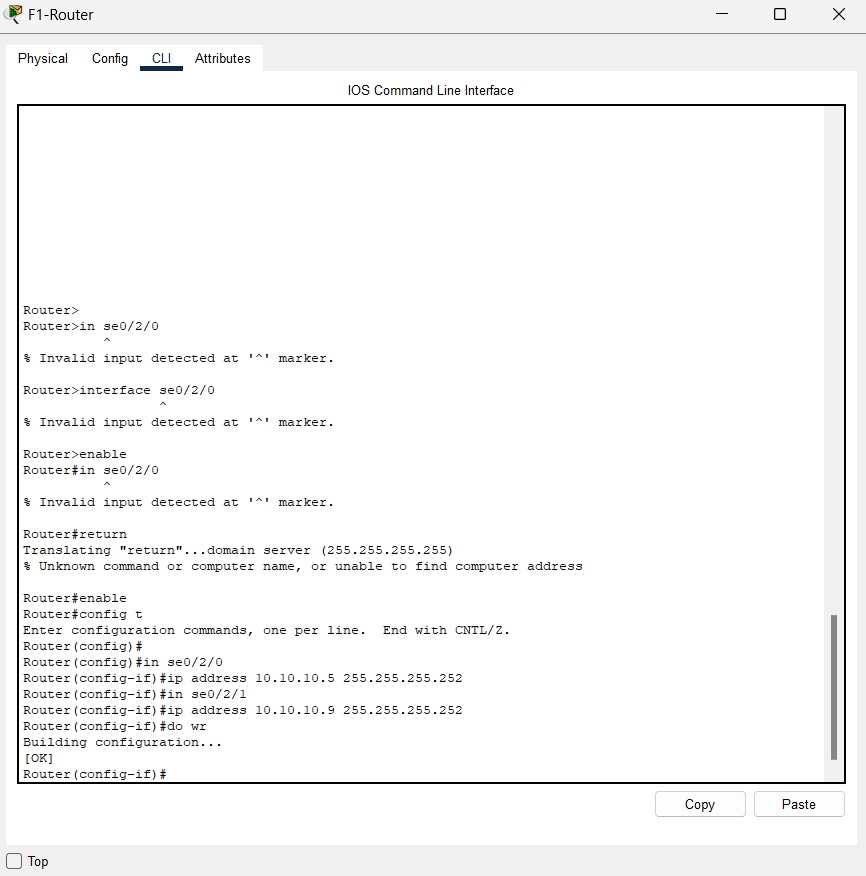 F1-Router
Physical Config CLI Attributes
IOS Command Line Interface
Router>
Router>in se0/2/0
^
% Invalid input detected at '^' marker.
Router>interface se0/2/0
^
% Invalid input detected at '^' marker.
Router>enable
Router#in se0/2/0
^
% Invalid input detected at '^' marker.
Router#return
Translating "return"...domain server (255.255.255.255)
% Unknown command or computer name, or unable to find computer address
Router#enable
Router#config t
Enter configuration commands, one per line.  End with CNTL/Z.
Router(config)#
Router(config)#in se0/2/0
Router(config-if)#ip address 10.10.10.5 255.255.255.252
Router(config-if)#in se0/2/1
Router(config-if)#ip address 10.10.10.9 255.255.255.252
Router(config-if)#do wr
Building configuration...
[OK]
Router(config-if)#
Copy Paste
Top